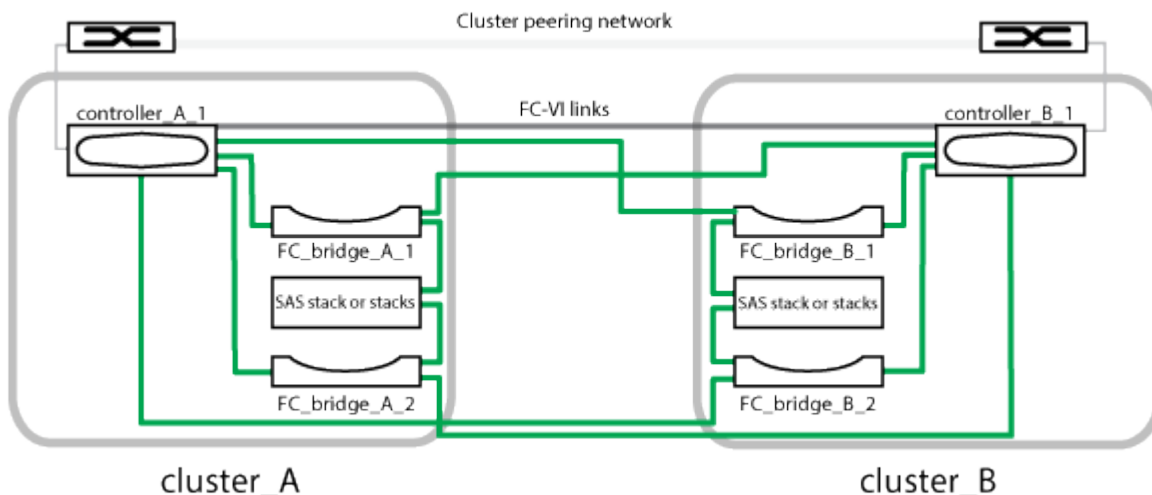 Cluster peering network
controller_A_1
FC-VI links
controller_B_1
FC_bridge_A_1
FC_bridge_B_1
SAS stack or stacks
SAS stack or stacks
FC_bridge_A_2
FC_bridge_B_2
cluster_A
cluster_B